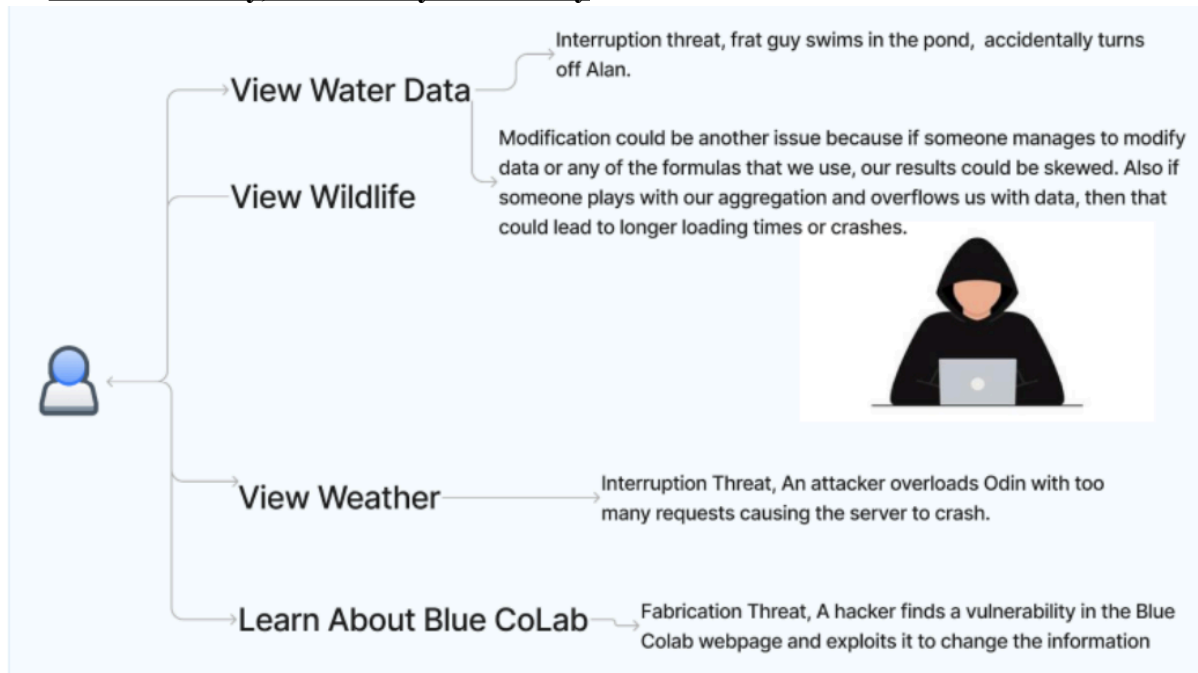 Interruption threat, frat guy swims in the pond, accidentally turns
off Alan.
View Water Data
Modification could be another issue because if someone manages to modify
data or any of the formulas that we use, our results could be skewed. Also if
someone plays with our aggregation and overflows us with data, then that
could lead to longer loading times or crashes.
View Wildlife
View Weather
Interruption Threat, An attacker overloads Odin with too
many requests causing the server to crash.
Learn About Blue CoLab
Fabrication Threat, A hacker finds a vulnerability in the Blue
Colab webpage and exploits it to change the information